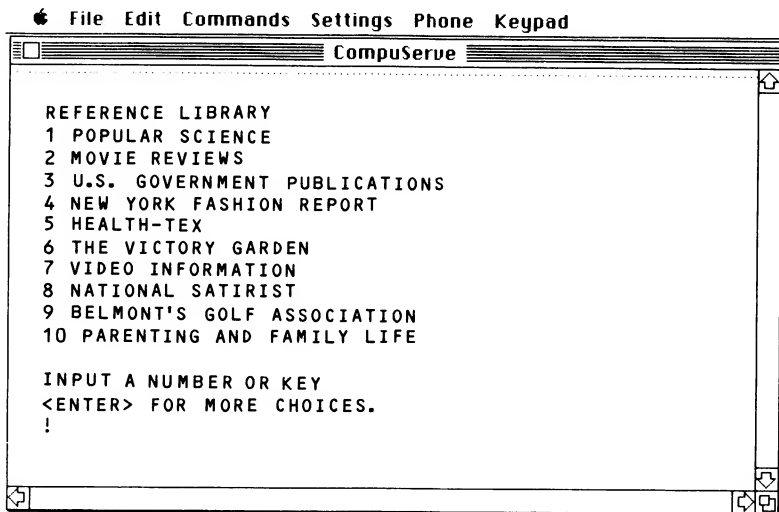 File Edit Commands Settings Phone Keypad
CompuServe
REFERENCE LIBRARY
1 POPULAR SCIENCE
2 MOVIE REVIEWS
3 U.S. GOVERNMENT PUBLICATIONS
4 NEW YORK FASHION REPORT
5 HEALTH-TEX
6 THE VICTORY GARDEN
7 VIDEO INFORMATION
8 NATIONAL SATIRIST
9 BELMONT'S GOLF ASSOCIATION
10 PARENTING AND FAMILY LIFE
INPUT A NUMBER OR KEY
<ENTER> FOR MORE CHOICES.
!